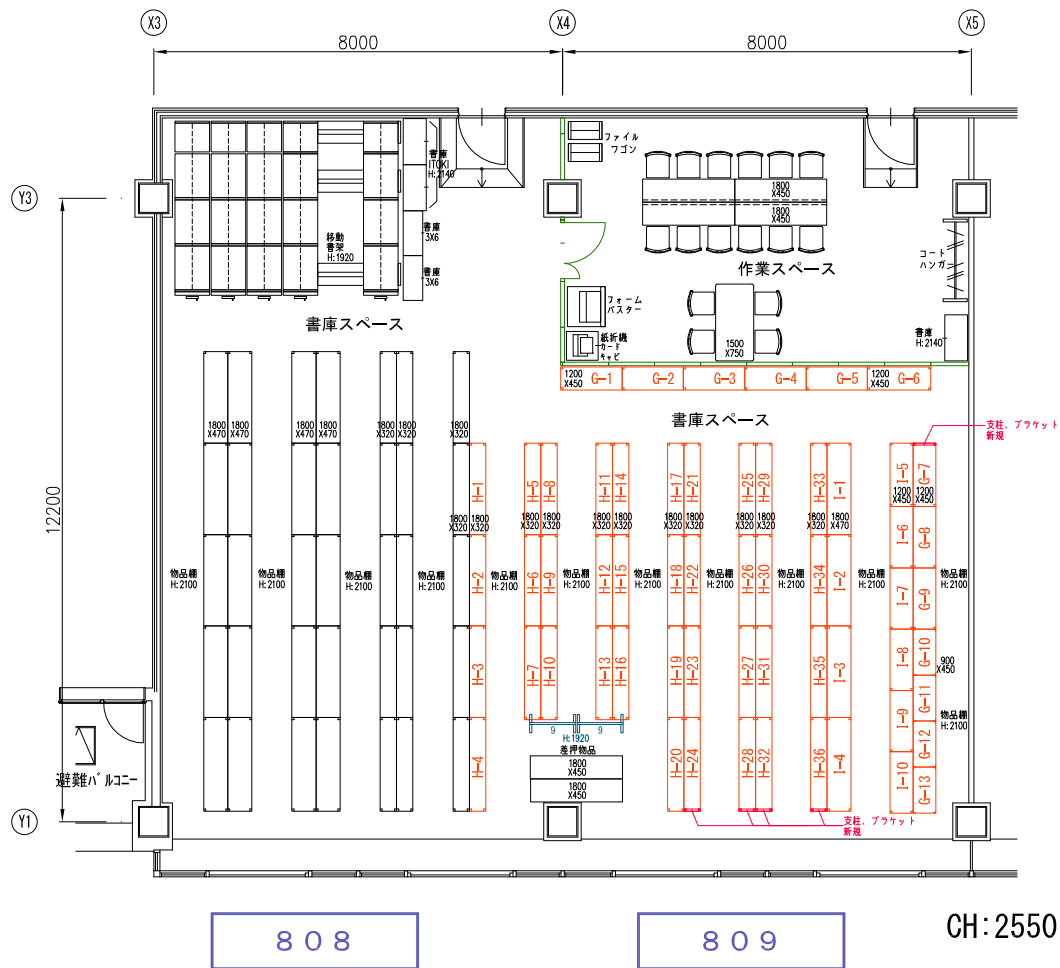 X3
X4
X5
8000
8000
Y3
12200
Y1
書庫
ITOKI
H:2140
移動
書架
H:1920
書庫
3X6
書庫
3X6
書庫スペース
ファイル
ワゴン
1800
X450
1800
X450
作業スペース
コート
ハンガ
フォーム
バスター
紙折機
カード
キャビ
1500
X750
書庫
H:2140
1200
X450
G-1
G-2
G-3
G-4
G-5
1200
X450
G-6
書庫スペース
支柱、ブラケット
新規
1800
X470
1800
X470
1800
X470
1800
X470
1800
X320
1800
X320
1800
X320
H-1
H-5
H-8
H-11
H-14
H-17
H-21
H-25
H-29
H-33
I-1
I-5
G-7
1200
X450
1200
X450
1800
X320
1800
X320
1800
X320
1800
X320
1800
X320
1800
X320
1800
X320
1800
X320
1800
X320
1800
X320
1800
X320
1800
X470
I-6
G-8
物品棚
H:2100
物品棚
H:2100
物品棚
H:2100
物品棚
H:2100
H-2
物品棚
H:2100
H-6
H-9
物品棚
H:2100
H-12
H-15
物品棚
H:2100
H-18
H-22
物品棚
H:2100
H-26
H-30
物品棚
H:2100
H-34
I-2
物品棚
H:2100
I-7
G-9
物品棚
H:2100
H-3
H-7
H-10
H-13
H-16
H-19
H-23
H-27
H-31
H-35
I-3
I-8
G-10
900
X450
I-9
G-11
物品棚
H:2100
G-12
9
9
H:1920
差押物品
1800
X450
1800
X450
H-4
H-20
H-24
H-28
H-32
H-36
I-4
I-10
G-13
避難バルコニー
支柱、ブラケット
新規
808
809
CH:2550